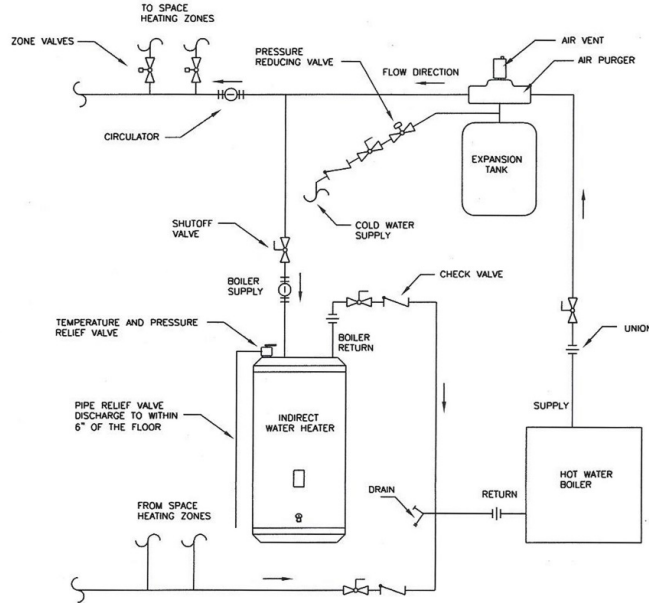 TO SPACE
HEATING ZONES
ZONE VALVES
PRESSURE
REDUCING VALVE
AIR VENT
AIR PURGER
FLOW DIRECTION
CIRCULATOR
EXPANSION
TANK
COLD WATER
SUPPLY
SHUTOFF
VALVE
BOILER
SUPPLY
CHECK VALVE
TEMPERATURE AND PRESSURE
RELIEF VALVE
BOILER
RETURN
UNION
PIPE RELIEF VALVE
DISCHARGE TO WITHIN
6" OF THE FLOOR
INDIRECT
WATER HEATER
SUPPLY
HOT WATER
BOILER
DRAIN
RETURN
FROM SPACE
HEATING ZONES